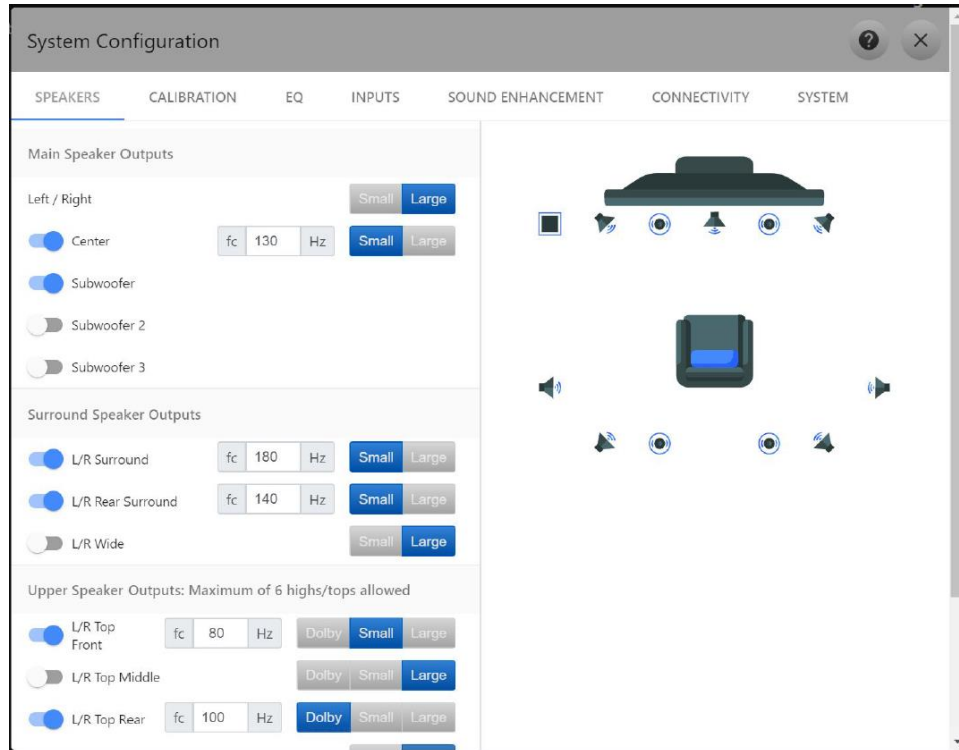 System Configuration
SPEAKERS CALIBRATION EQ INPUTS SOUND ENHANCEMENT CONNECTIVITY SYSTEM
Main Speaker Outputs
Left / Right Small Large
Center fc 130 Hz Small Large
Subwoofer
Subwoofer 2
Subwoofer 3
Surround Speaker Outputs
L/R Surround fc 180 Hz Small Large
L/R Rear Surround fc 140 Hz Small Large
L/R Wide Small Large
Upper Speaker Outputs: Maximum of 6 highs/tops allowed
L/R Top
Front fc 80 Hz Dolby Small Large
L/R Top Middle Dolby Small Large
L/R Top Rear fc 100 Hz Dolby Small Large